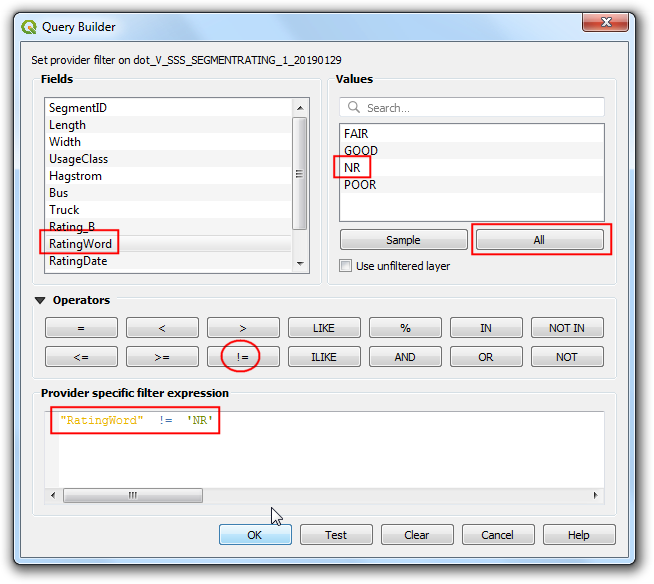 Query Builder
Set provider filter on dot_V_SSS_SEGMENTRATING_1_20190129
Fields
SegmentID
Length
Width
UsageClass
Hagstrom
Bus
Truck
Rating_B
RatingWord
RatingDate
Values
Search...
FAIR
GOOD
NR
POOR
Sample
All
Use unfiltered layer
Operators
=
<
>
LIKE
%
IN
NOT IN
<=
>=
!=
ILIKE
AND
OR
NOT
Provider specific filter expression
"RatingWord" != 'NR'
OK
Test
Clear
Cancel
Help